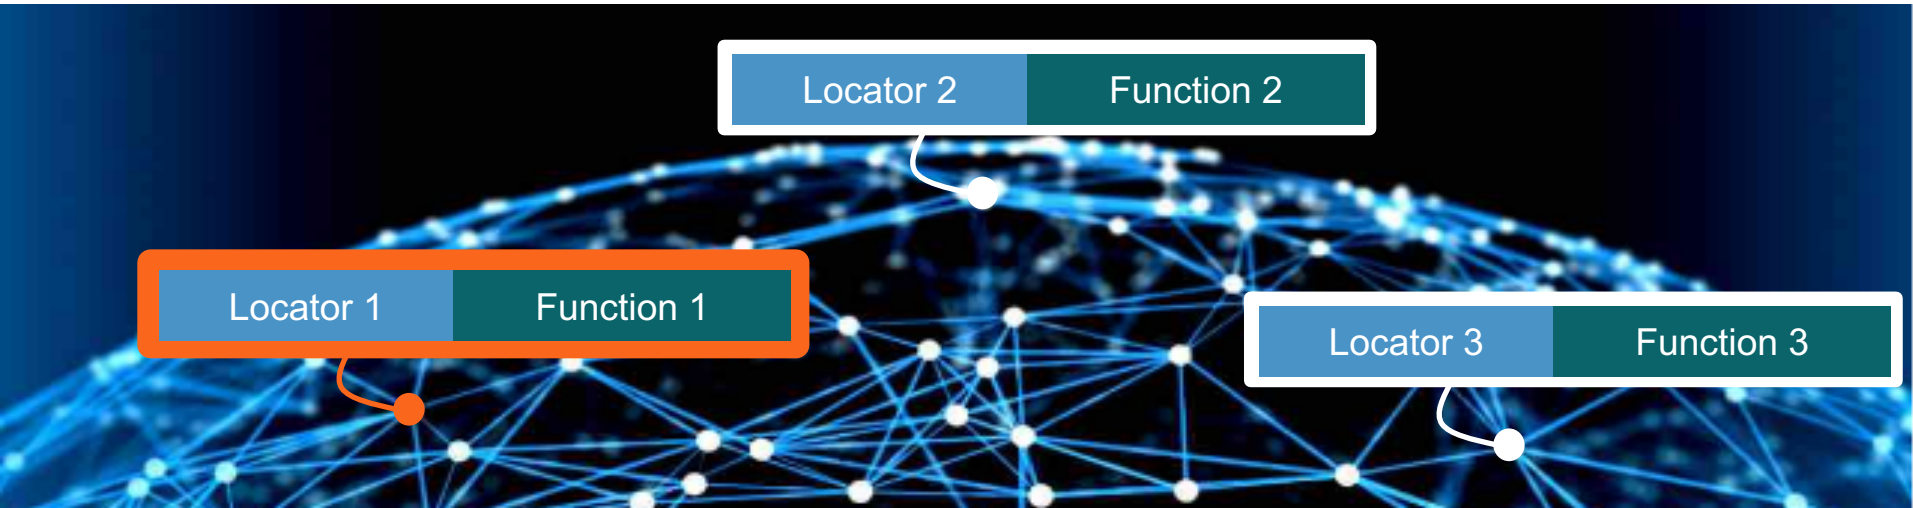 Locator 2 Function 2
Locator 1 Function 1
Locator 3 Function 3